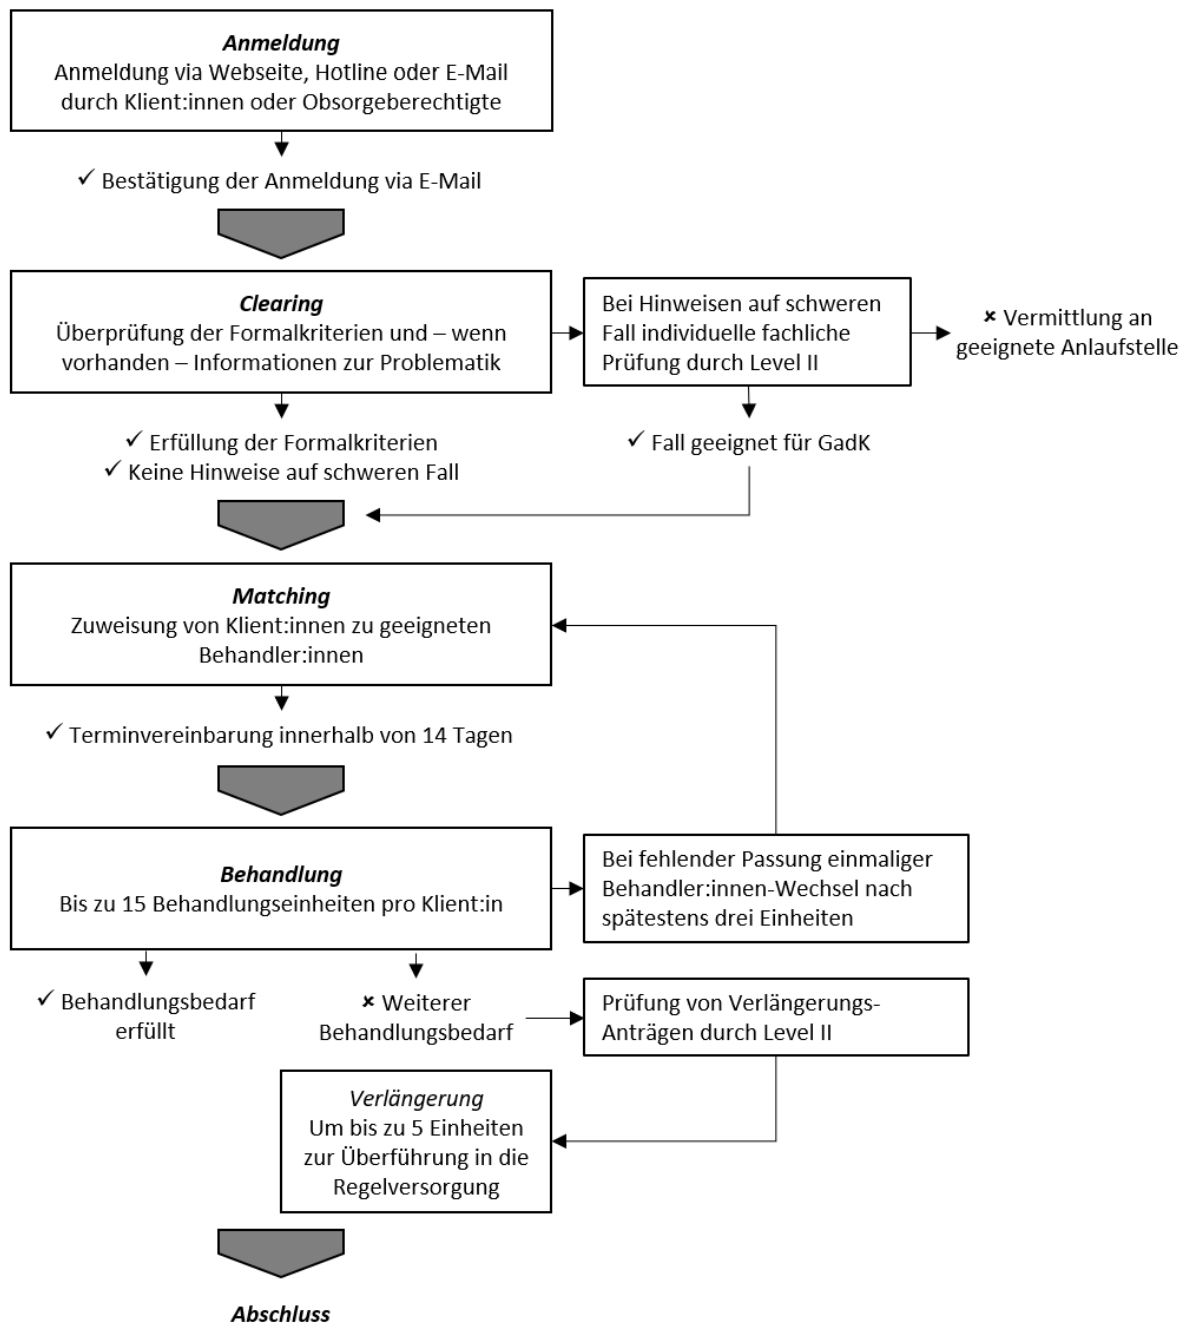 Anmeldung
Anmeldung via Webseite, Hotline oder E-Mail
durch Klient:innen oder Obsorgeberechtigte
✓ Bestätigung der Anmeldung via E-Mail
Clearing
Überprüfung der Formalkriterien und – wenn
vorhanden – Informationen zur Problematik
Bei Hinweisen auf schweren
Fall individuelle fachliche
Prüfung durch Level II
✘ Vermittlung an
geeignete Anlaufstelle
✓ Erfüllung der Formalkriterien
✓ Keine Hinweise auf schweren Fall
✓ Fall geeignet für GadK
Matching
Zuweisung von Klient:innen zu geeigneten
Behandler:innen
✓ Terminvereinbarung innerhalb von 14 Tagen
Behandlung
Bis zu 15 Behandlungseinheiten pro Klient:in
Bei fehlender Passung einmaliger
Behandler:innen-Wechsel nach
spätestens drei Einheiten
✓ Behandlungsbedarf
erfüllt
✘ Weiterer
Behandlungsbedarf
Prüfung von Verlängerungs-
Anträgen durch Level II
Verlängerung
Um bis zu 5 Einheiten
zur Überführung in die
Regelversorgung
Abschluss